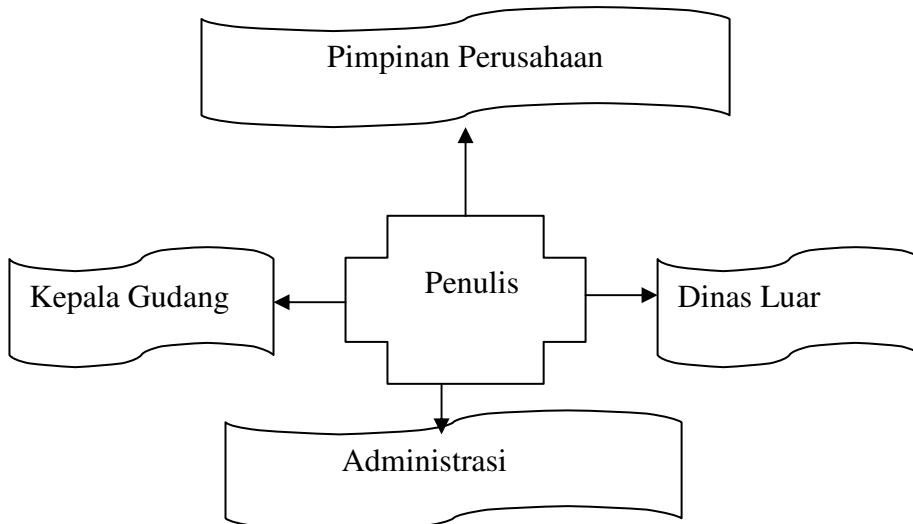 Pimpinan Perusahaan
Kepala Gudang
Penulis
Dinas Luar
Administrasi